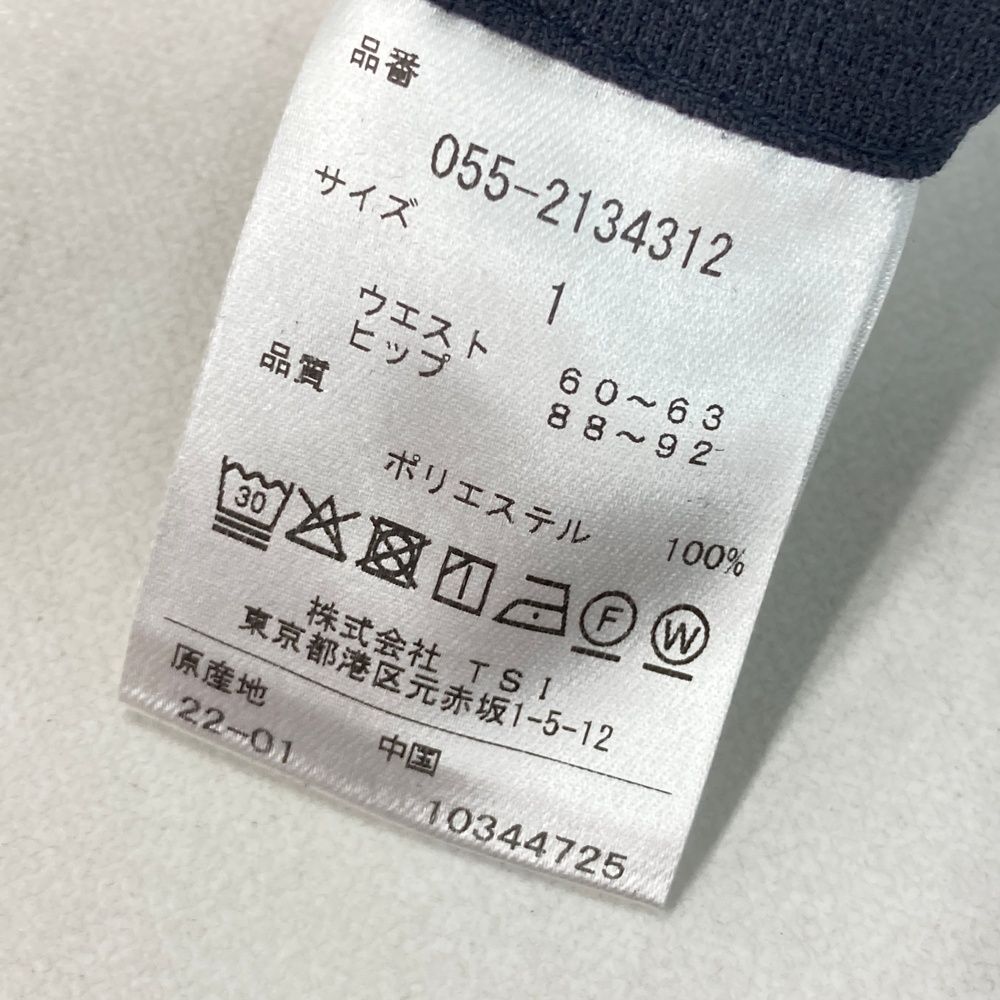 品番
055-2134312
サイズ
1
ウエスト 60～63
ヒップ 88～92
品質
ポリエステル 100%
30
F W
株式会社 TSI
東京都港区元赤坂1-5-12
原産地
22-01 中国
10344725